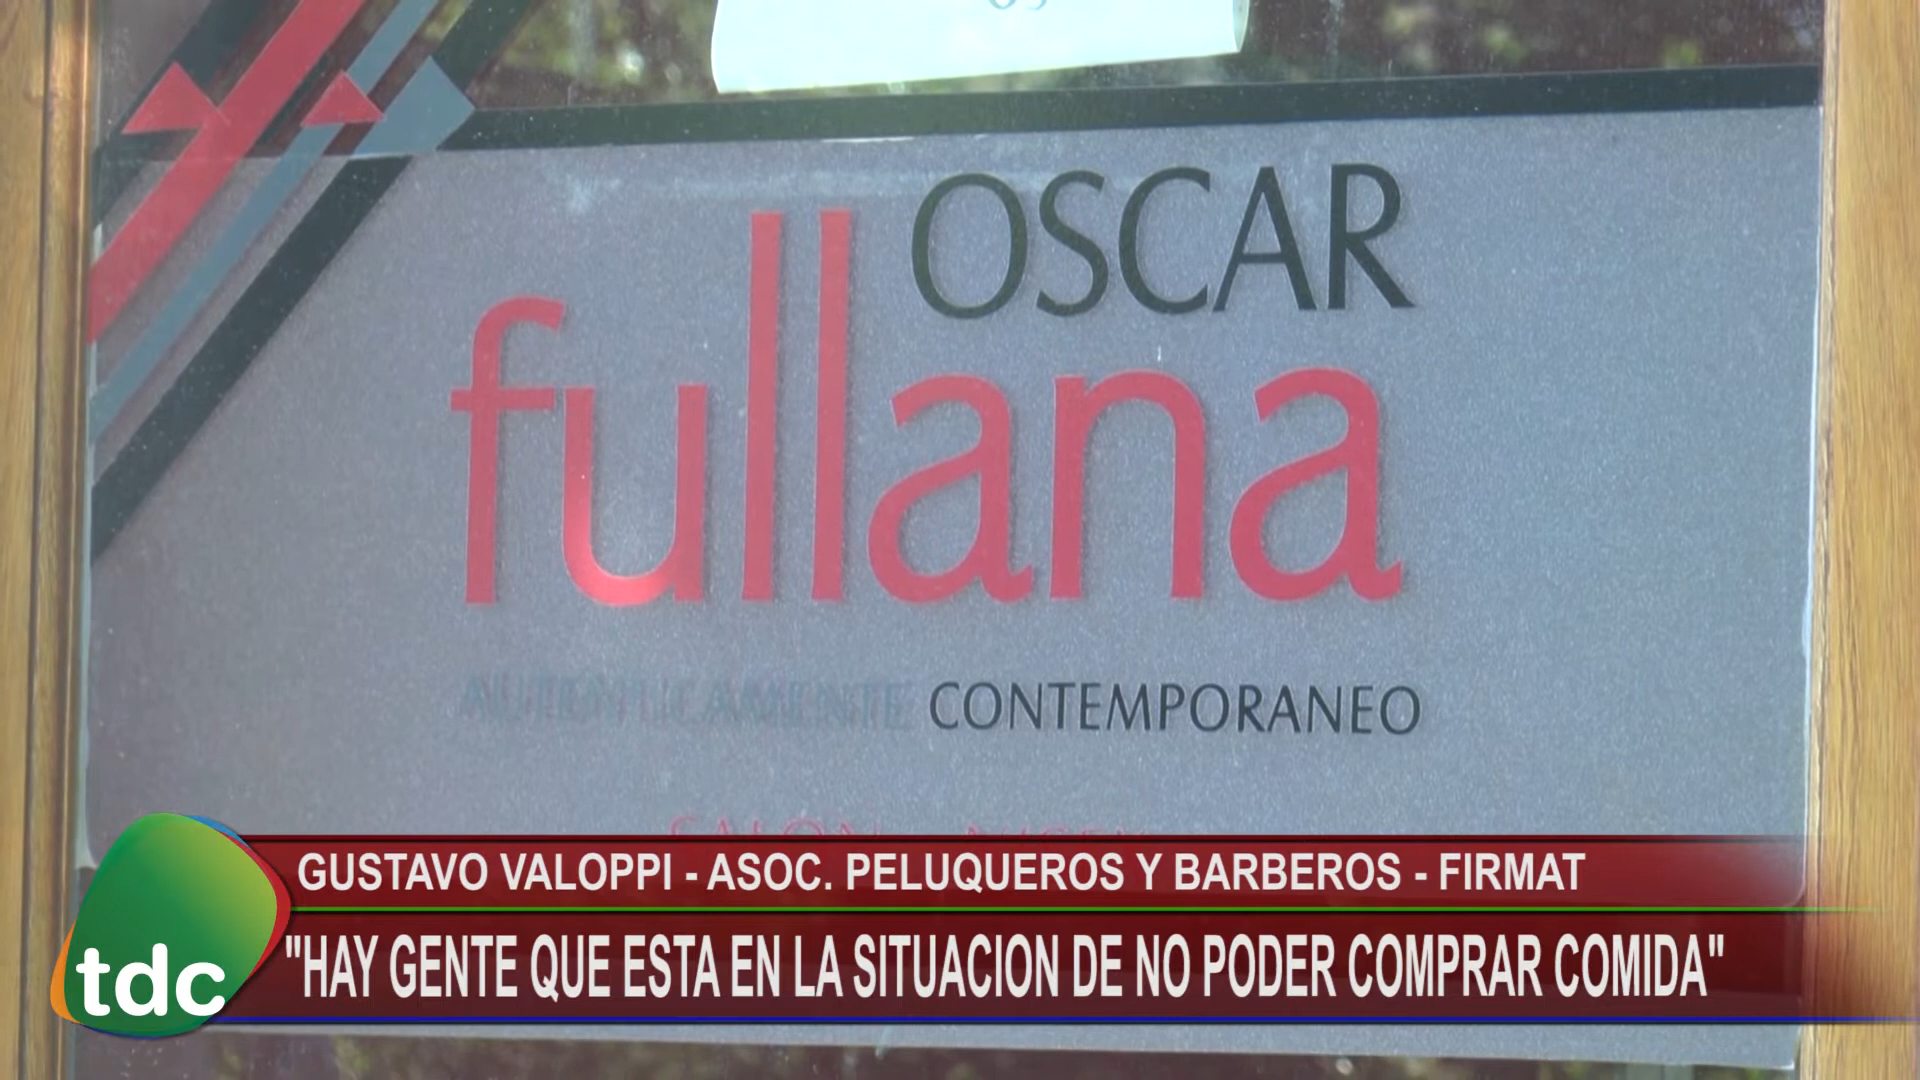 OSCAR
fullana
AUTENTICAMENTE CONTEMPORANEO
GUSTAVO VALOPPI - ASOC. PELUQUEROS Y BARBEROS - FIRMAT
"HAY GENTE QUE ESTA EN LA SITUACION DE NO PODER COMPRAR COMIDA"
tdc